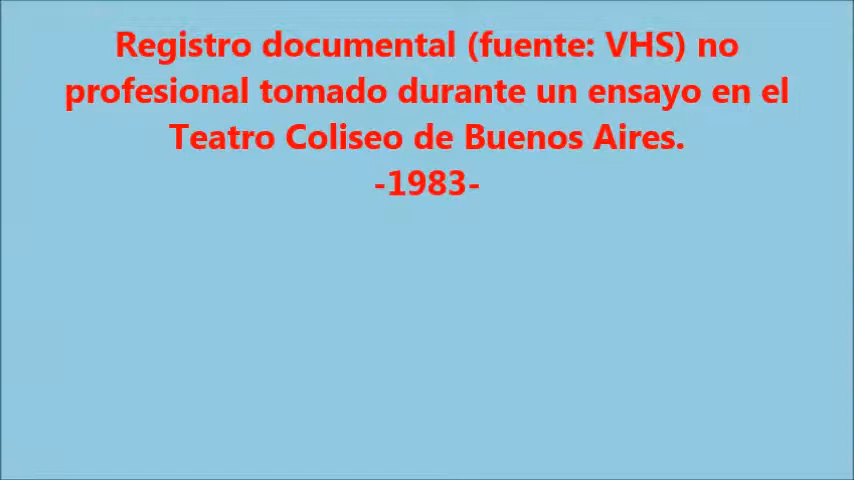 Registro documental (fuente: VHS) no
profesional tomado durante un ensayo en el
Teatro Coliseo de Buenos Aires.
-1983-